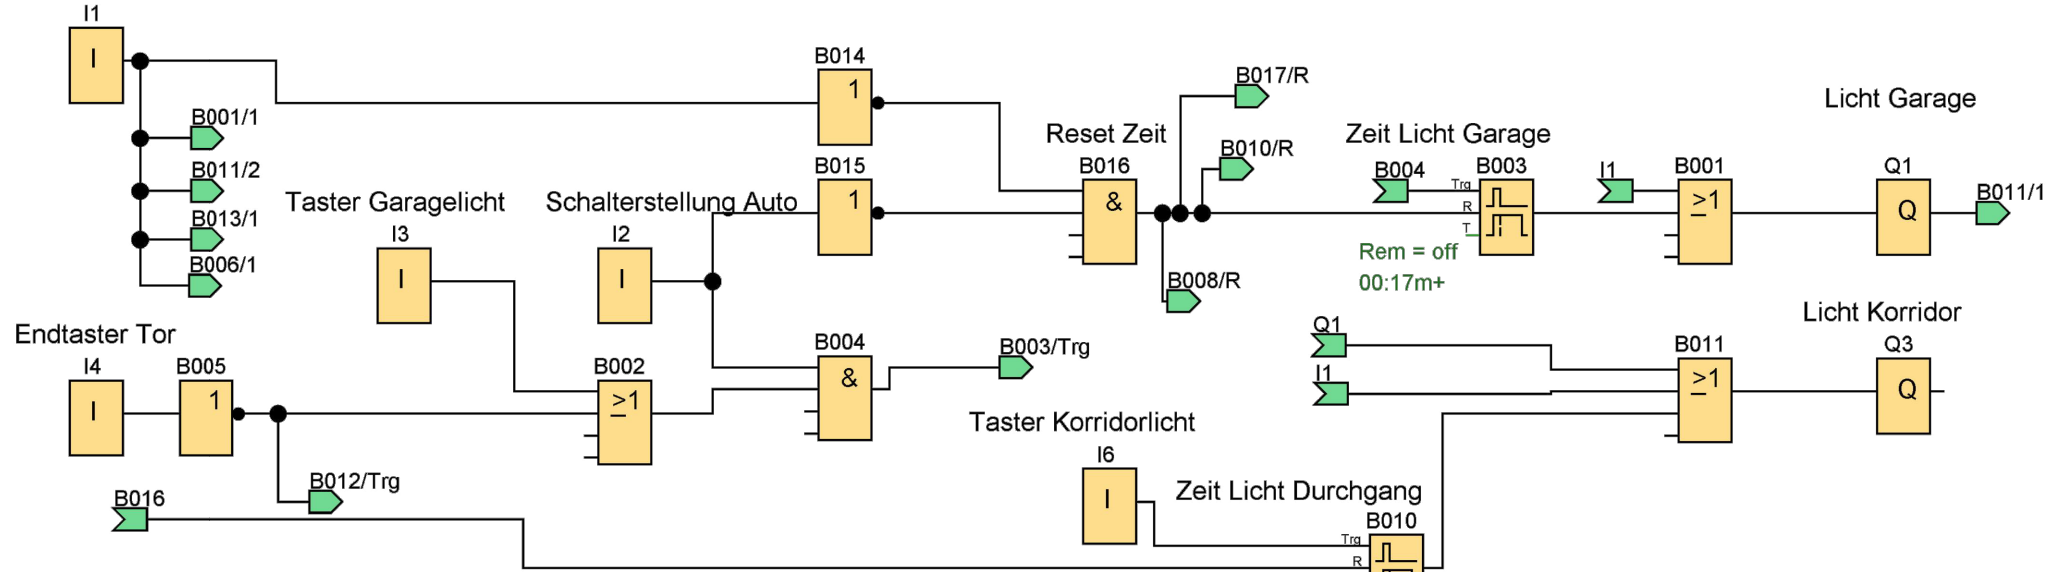 I1
I
B001/1
B011/2
B013/1
B006/1
B014
1
B015
1
Taster Garagelicht
I3
I
Schalterstellung Auto
I2
I
Reset Zeit
B016
&
B017/R
B010/R
B008/R
Zeit Licht Garage
B004
Trg
R
T
B003
Rem = off
00:17m+
I1
B001
>1
Licht Garage
Q1
Q
B011/1
Endtaster Tor
I4
I
B005
1
B012/Trg
B002
>1
B004
&
B003/Trg
Q1
I1
B011
>1
Licht Korridor
Q3
Q
Taster Korridorlicht
I6
I
Zeit Licht Durchgang
B010
Trg
R
B016